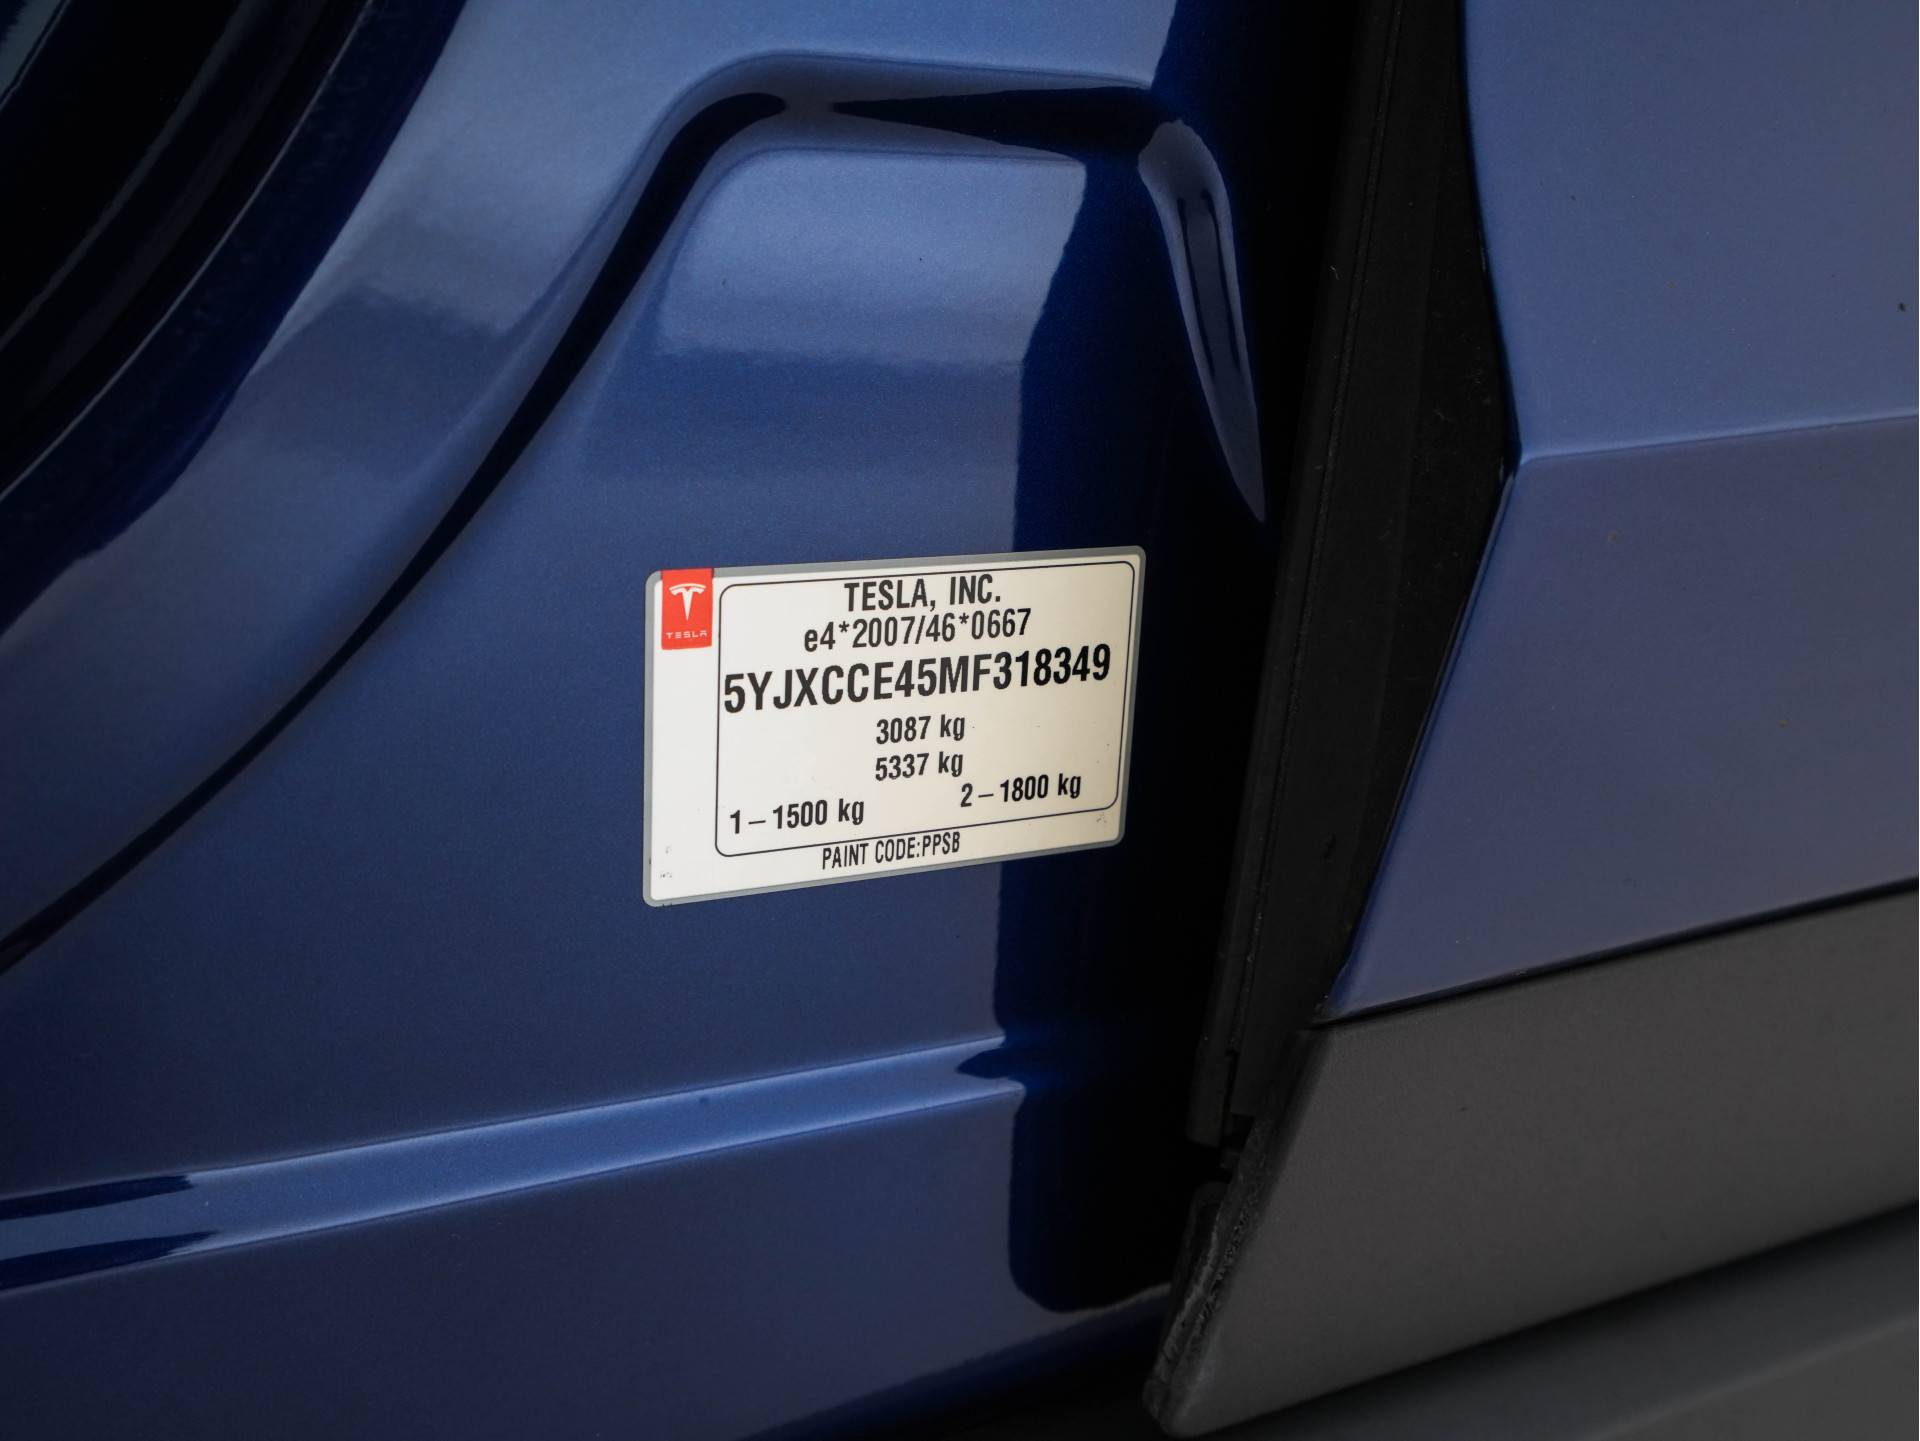 TESLA
TESLA, INC.
e4*2007/46*0667
5YJXCCE45MF318349
3087 kg
5337 kg
1–1500 kg 2–1800 kg
PAINT CODE:PPSB